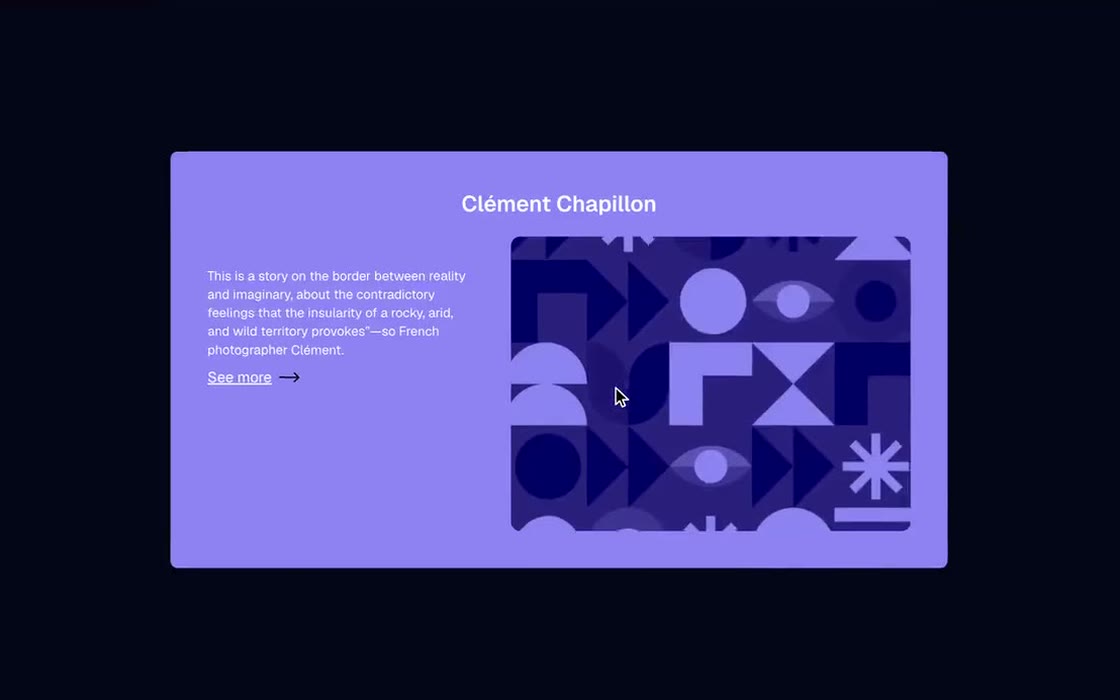 Clément Chapillon
This is a story on the border between reality
and imaginary, about the contradictory
feelings that the insularity of a rocky, arid,
and wild territory provokes”—so French
photographer Clément.
See more